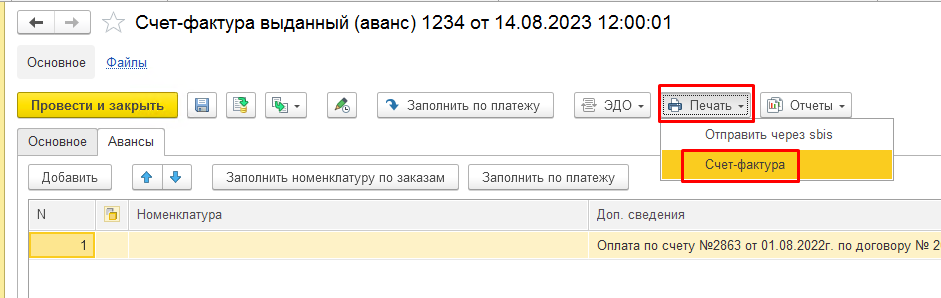 Счет-фактура выданный (аванс) 1234 от 14.08.2023 12:00:01
Основное Файлы
Провести и закрыть Заполнить по платежу ЭДО Печать Отчеты
Отправить через sbis
Счет-фактура
Основное Авансы
Добавить Заполнить номенклатуру по заказам Заполнить по платежу
N Номенклатура Доп. сведения
1 Оплата по счету №2863 от 01.08.2022г. по договору № 2